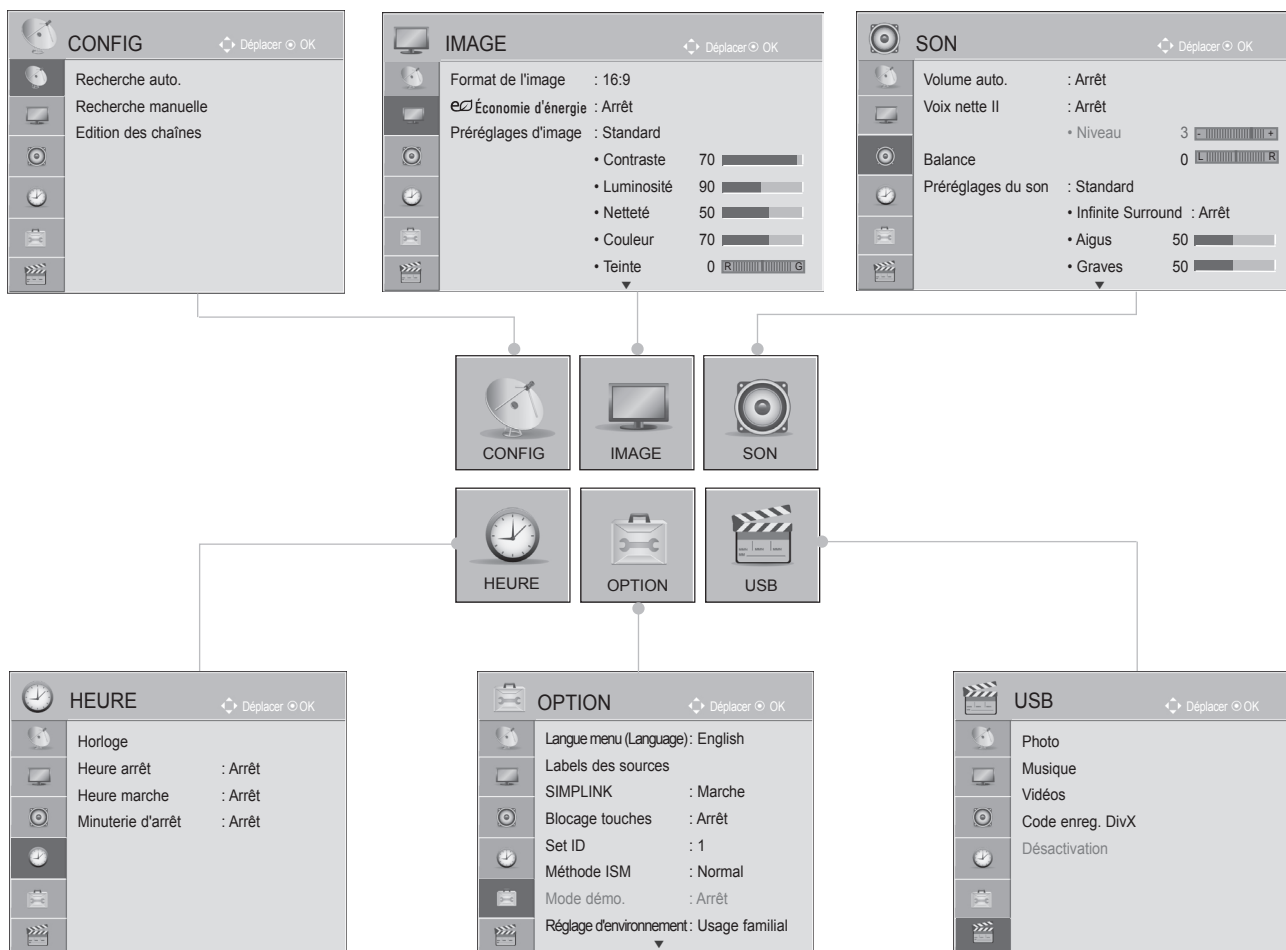 CONFIG
Déplacer OK
Recherche auto.
Recherche manuelle
Edition des chaînes
IMAGE
Déplacer OK
Format de l'image : 16:9
Économie d'énergie : Arrêt
Préréglages d'image : Standard
• Contraste 70
• Luminosité 90
• Netteté 50
• Couleur 70
• Teinte 0 R G
SON
Déplacer OK
Volume auto. : Arrêt
Voix nette II : Arrêt
• Niveau 3 - +
Balance 0 L R
Préréglages du son : Standard
• Infinite Surround : Arrêt
• Aigus 50
• Graves 50
CONFIG
IMAGE
SON
HEURE
OPTION
USB
HEURE
Déplacer OK
Horloge
Heure arrêt : Arrêt
Heure marche : Arrêt
Minuterie d'arrêt : Arrêt
OPTION
Déplacer OK
Langue menu (Language) : English
Labels des sources
SIMPLINK : Marche
Blocage touches : Arrêt
Set ID : 1
Méthode ISM : Normal
Mode démo. : Arrêt
Réglage d'environnement : Usage familial
USB
Déplacer OK
Photo
Musique
Vidéos
Code enreg. DivX
Désactivation